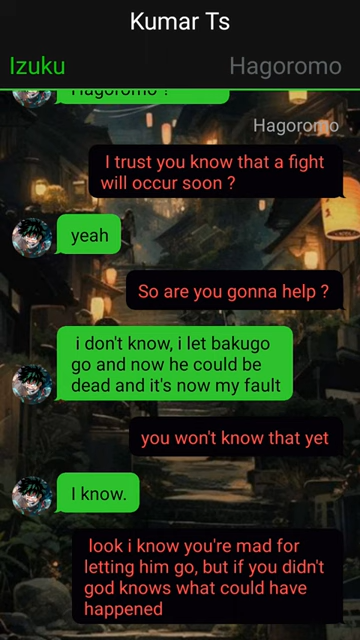 Kumar Ts
Izuku
Hagoromo
Hagoromo ?
Hagoromo
I trust you know that a fight
will occur soon ?
yeah
So are you gonna help ?
i don't know, i let bakugo
go and now he could be
dead and it's now my fault
you won't know that yet
I know.
look i know you're mad for
letting him go, but if you didn't
god knows what could have
happened